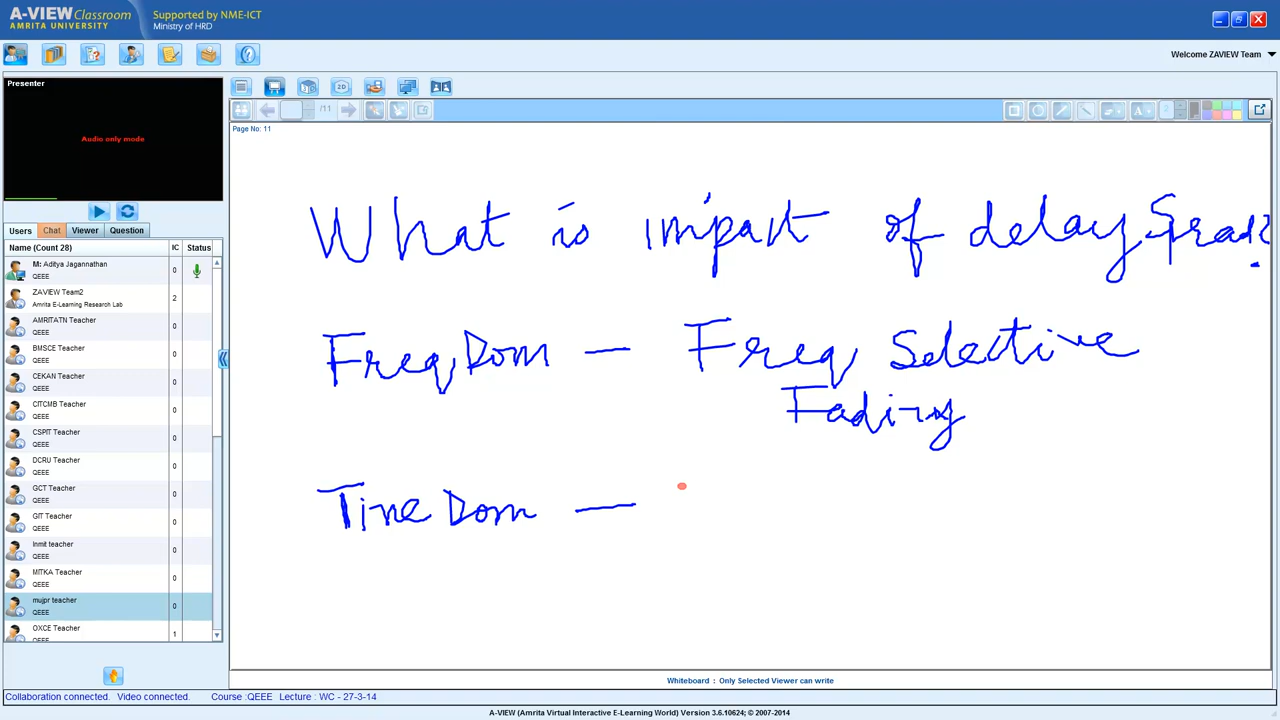 A-VIEW Classroom
AMRITA UNIVERSITY
Supported by NME-ICT
Ministry of HRD
Welcome ZAVIEW Team
Presenter
Audio only mode
/11
2D
A
2
Page No: 11
Users Chat Viewer Question
Name (Count 28) IC Status
M: Aditya Jagannathan 0
QEEE
ZAVIEW Team2 2
Amrita E-Learning Research Lab
AMRITATN Teacher 0
QEEE
BMSCE Teacher 0
QEEE
CEKAN Teacher 0
QEEE
CITCMB Teacher 0
QEEE
CSPIT Teacher 0
QEEE
DCRU Teacher 0
QEEE
GCT Teacher 0
QEEE
GIT Teacher 0
QEEE
Inmit teacher 0
QEEE
MITKA Teacher 0
QEEE
mujpr teacher 0
QEEE
OXCE Teacher 1
QEEE
What is impact of delay
FreqDom — Freq Selective
Fading
Time Dom —
Whiteboard : Only Selected Viewer can write
Collaboration connected. Video connected. Course :QEEE Lecture : WC - 27-3-14
A-VIEW (Amrita Virtual Interactive E-Learning World) Version 3.6.10624; © 2007-2014